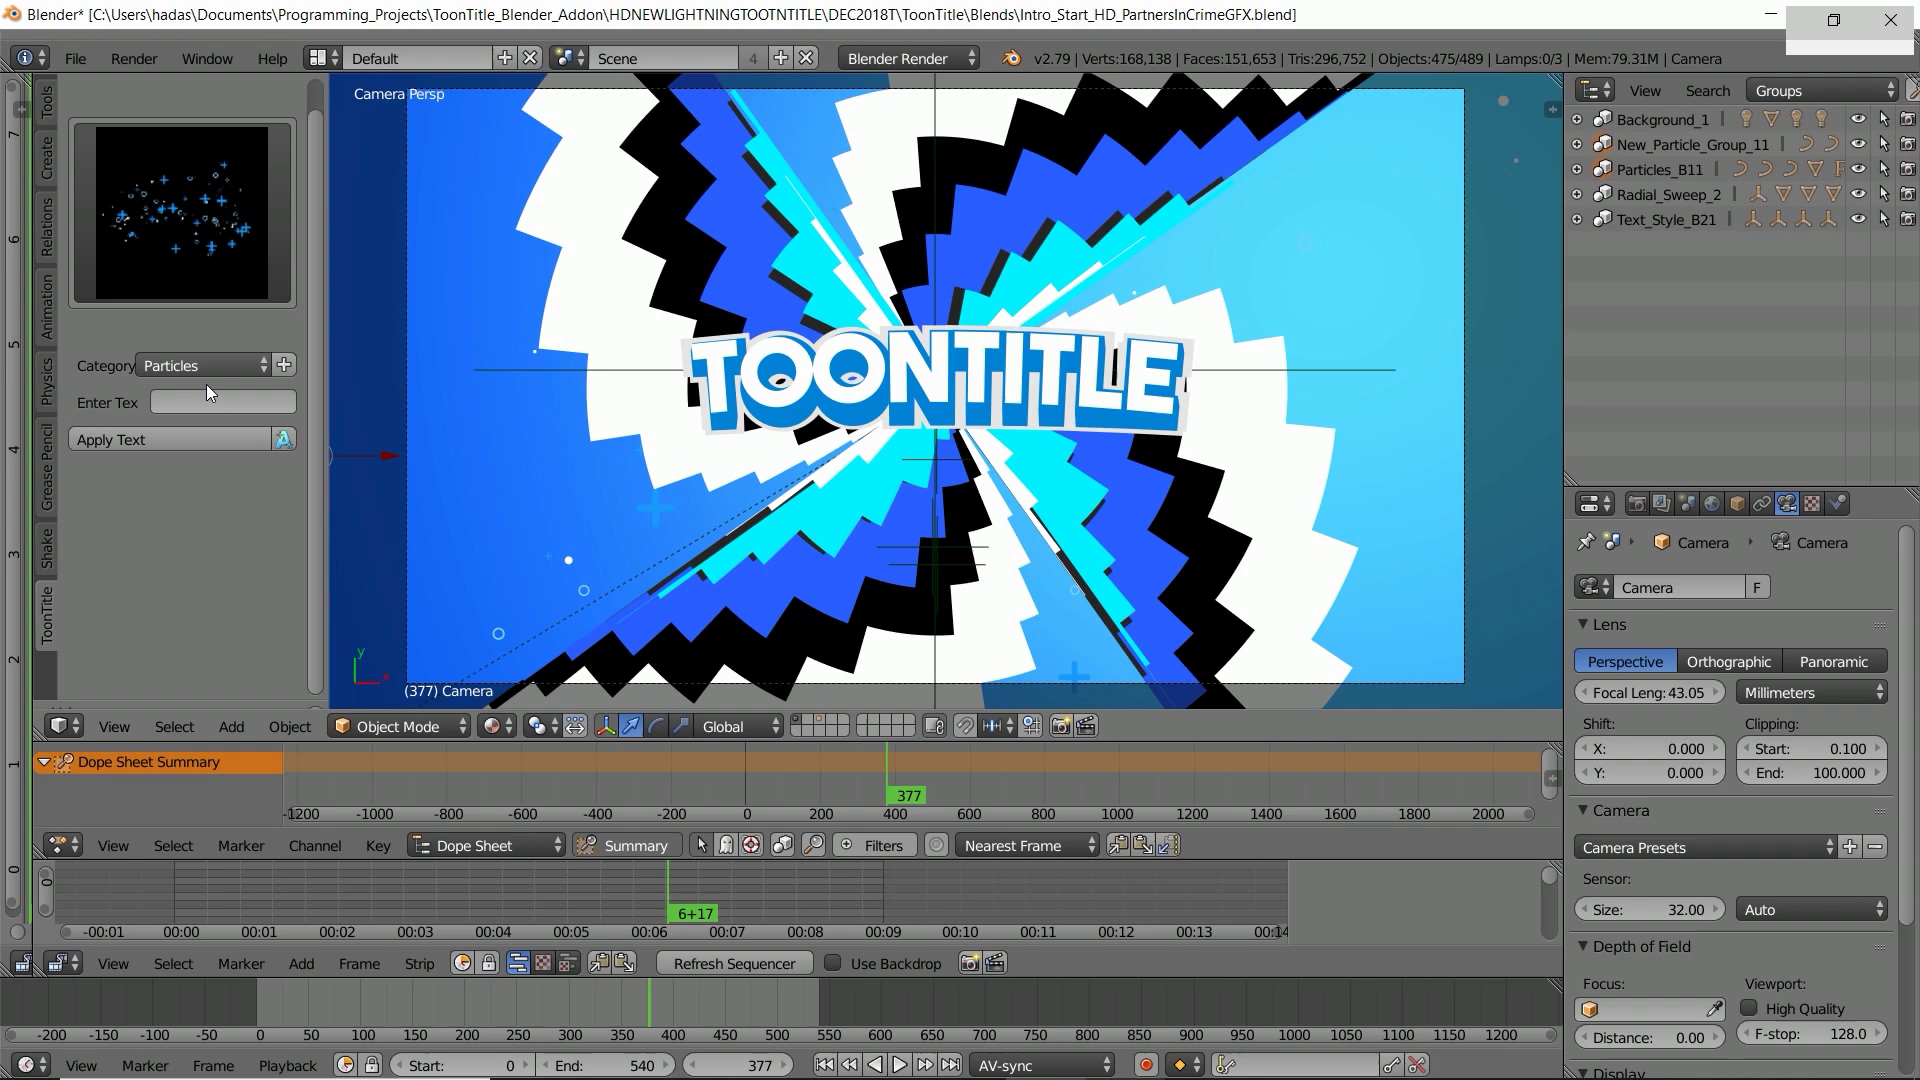 Blender* [C:\Users\hadas\Documents\Programming_Projects\ToonTitle_Blender_Addon\HDNEWLIGHTNINGTOOTNTITLE\DEC2018T\ToonTitle\Blends\Intro_Start_HD_PartnersInCrimeGFX.blend]
File Render Window Help Default Scene 4 Blender Render v2.79 | Verts:168,138 | Faces:151,653 | Tris:296,752 | Objects:475/489 | Lamps:0/3 | Mem:79.31M | Camera
Camera Persp
View Search Groups
Background_1
New_Particle_Group_11
Particles_B11
Radial_Sweep_2
Text_Style_B21
7
6
5
4
3
2
1
0
Tools
Create
Relations
Animation
Physics
Grease Pencil
Shake
ToonTitle
Category Particles
Enter Tex
Apply Text
TOONTITLE
y
x
(377) Camera
View Select Add Object Object Mode Global
Camera Camera
Camera F
Lens
Perspective Orthographic Panoramic
Focal Leng: 43.05 Millimeters
Shift: Clipping:
X: 0.000 Start: 0.100
Y: 0.000 End: 100.000
Camera
Camera Presets
Sensor:
Size: 32.00 Auto
Depth of Field
Focus: Viewport:
High Quality
Distance: 0.00 F-stop: 128.0
Display
Dope Sheet Summary
377
-1200 -1000 -800 -600 -400 -200 0 200 400 600 800 1000 1200 1400 1600 1800 2000
View Select Marker Channel Key Dope Sheet Summary Filters Nearest Frame
0
6+17
-00:01 00:00 00:01 00:02 00:03 00:04 00:05 00:06 00:07 00:08 00:09 00:10 00:11 00:12 00:13 00:14
View Select Marker Add Frame Strip Refresh Sequencer Use Backdrop
-200 -150 -100 -50 0 50 100 150 200 250 300 350 400 450 500 550 600 650 700 750 800 850 900 950 1000 1050 1100 1150 1200
View Marker Frame Playback Start: 0 End: 540 377 AV-sync